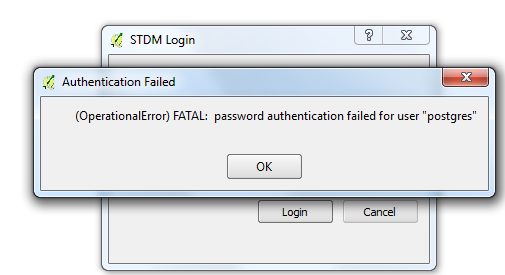 STDM Login
Authentication Failed
(OperationalError) FATAL:  password authentication failed for user "postgres"
OK
Login
Cancel